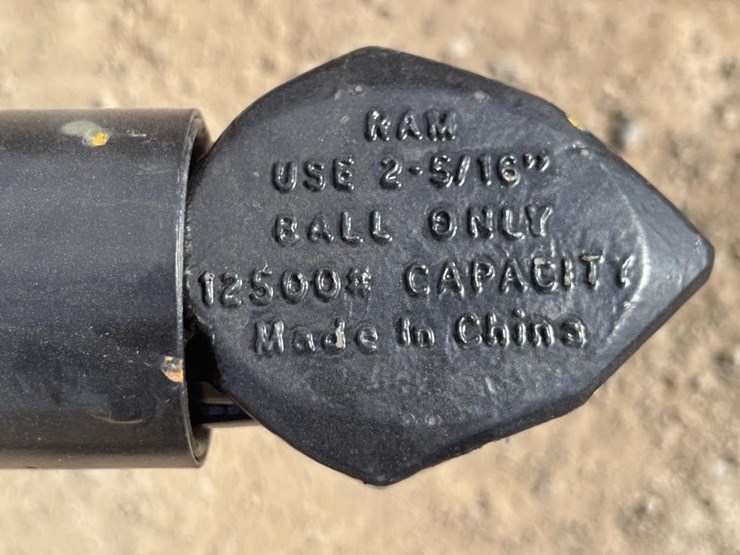 RAM
USE 2-5/16"
BALL ONLY
12500# CAPACITY
Made In China